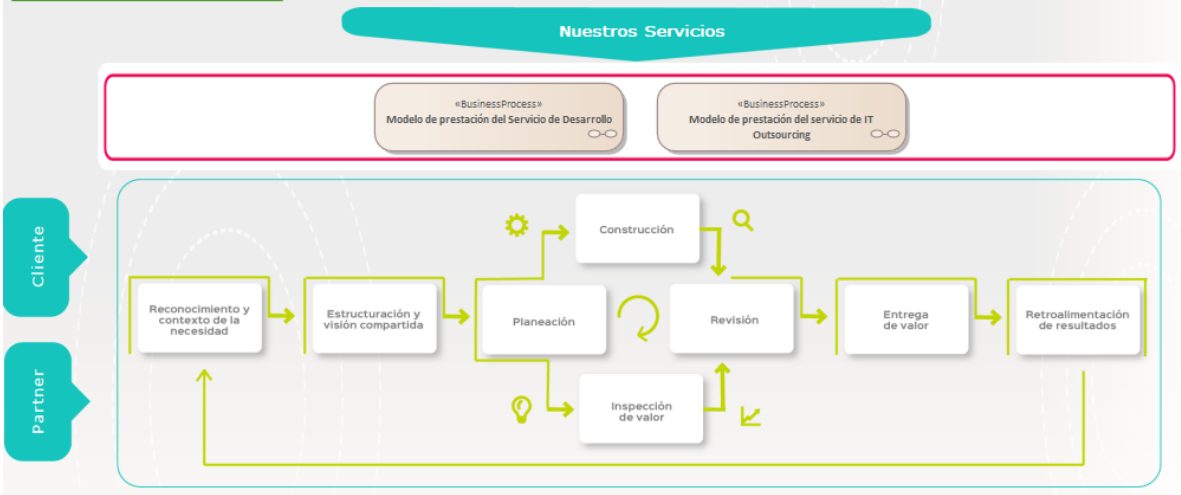 Nuestros Servicios
«BusinessProcess»
Modelo de prestación del Servicio de Desarrollo
«BusinessProcess»
Modelo de prestación del servicio de IT
Outsourcing
Cliente
Partner
Reconocimiento y
contexto de la
necesidad
Estructuración y
visión compartida
Planeación
Construcción
Inspección
de valor
Revisión
Entrega
de valor
Retroalimentación
de resultados